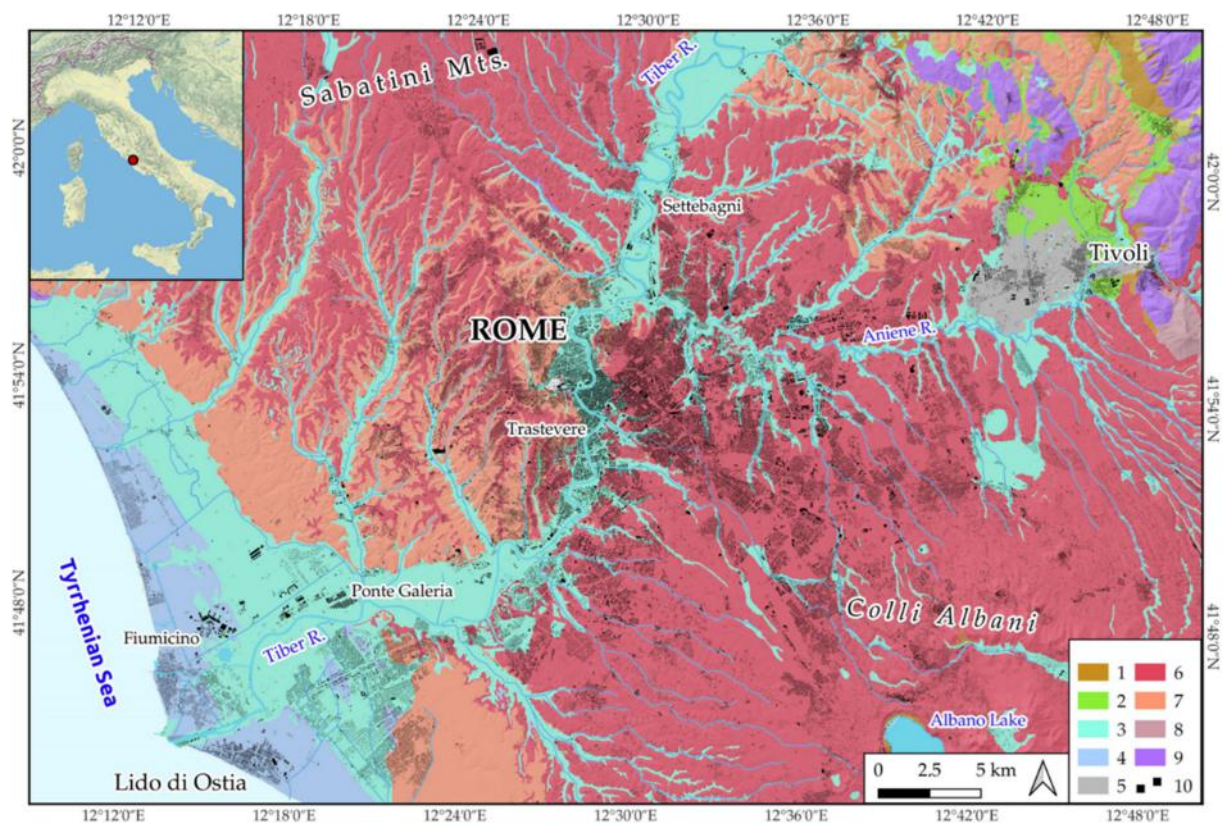 12°12'0"E 12°18'0"E 12°24'0"E 12°30'0"E 12°36'0"E 12°42'0"E 12°48'0"E
Sabatini Mts.
Tiber R.
42°0'0"N
42°0'0"N
Settebagni
Tivoli
ROME
Aniene R.
41°54'0"N
41°54'0"N
Trastevere
Ponte Galeria
Colli Albani
41°48'0"N
41°48'0"N
Tyrrhenian Sea
Fiumicino
Tiber R.
Albano Lake
Lido di Ostia
1 6
2 7
3 8
4 9
5 10
0 2.5 5 km
12°12'0"E 12°18'0"E 12°24'0"E 12°30'0"E 12°36'0"E 12°42'0"E 12°48'0"E